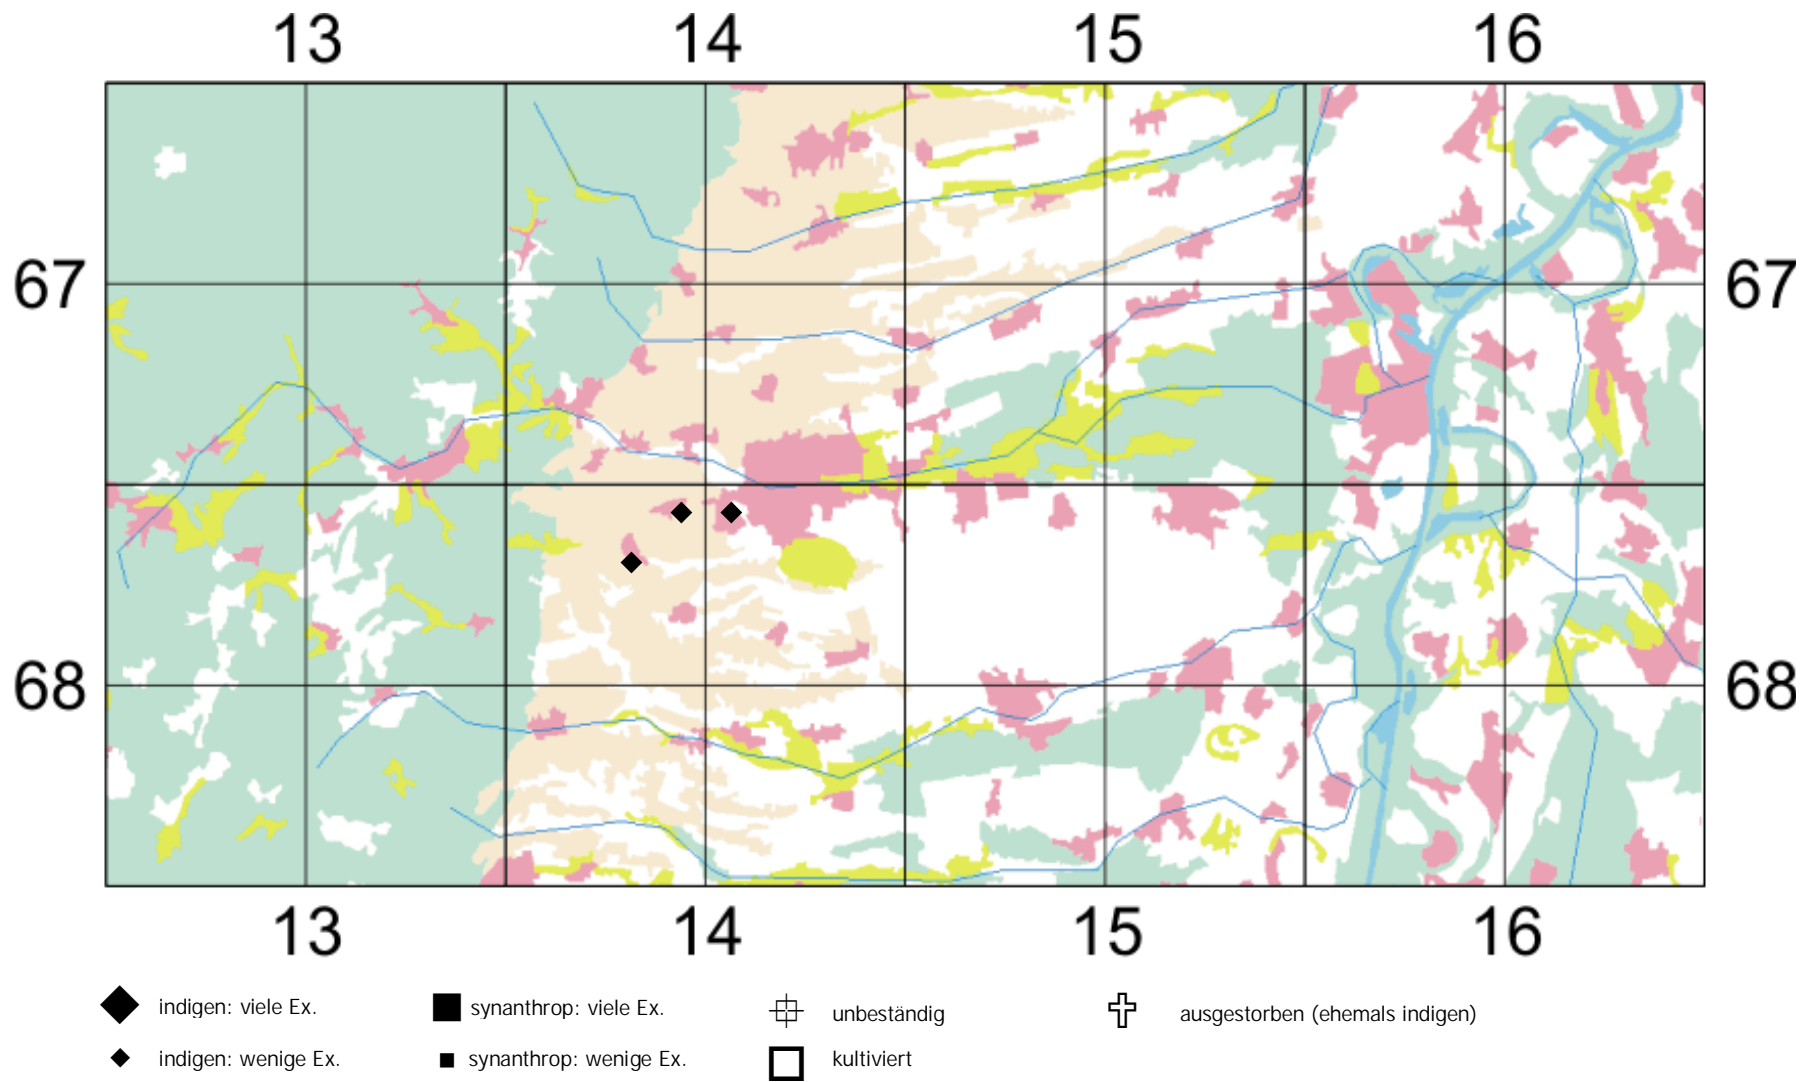 13 14 15 16
67 67
68 68
13 14 15 16
indigen: viele Ex. synanthrop: viele Ex. unbeständig ausgestorben (ehemals indigen)
indigen: wenige Ex. synanthrop: wenige Ex. kultiviert